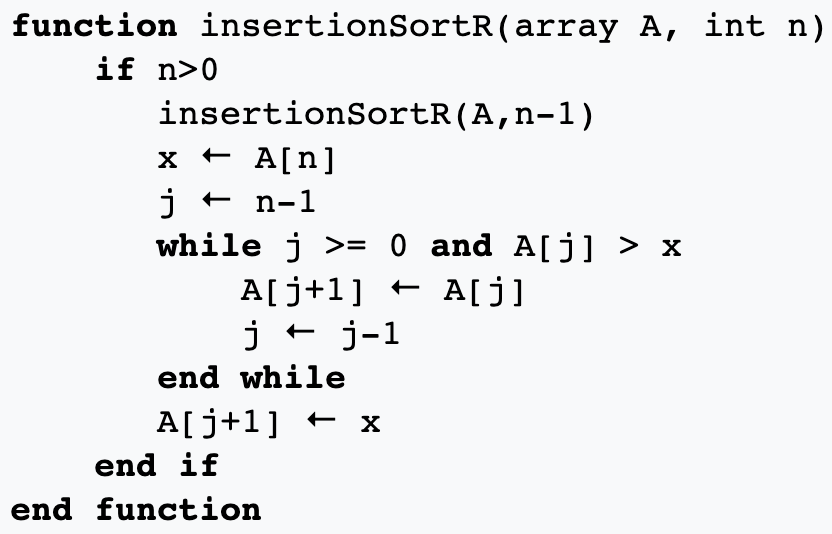 function insertionSortR(array A, int n)
    if n>0
        insertionSortR(A,n-1)
        x ← A[n]
        j ← n-1
        while j >= 0 and A[j] > x
            A[j+1] ← A[j]
            j ← j-1
        end while
        A[j+1] ← x
    end if
end function